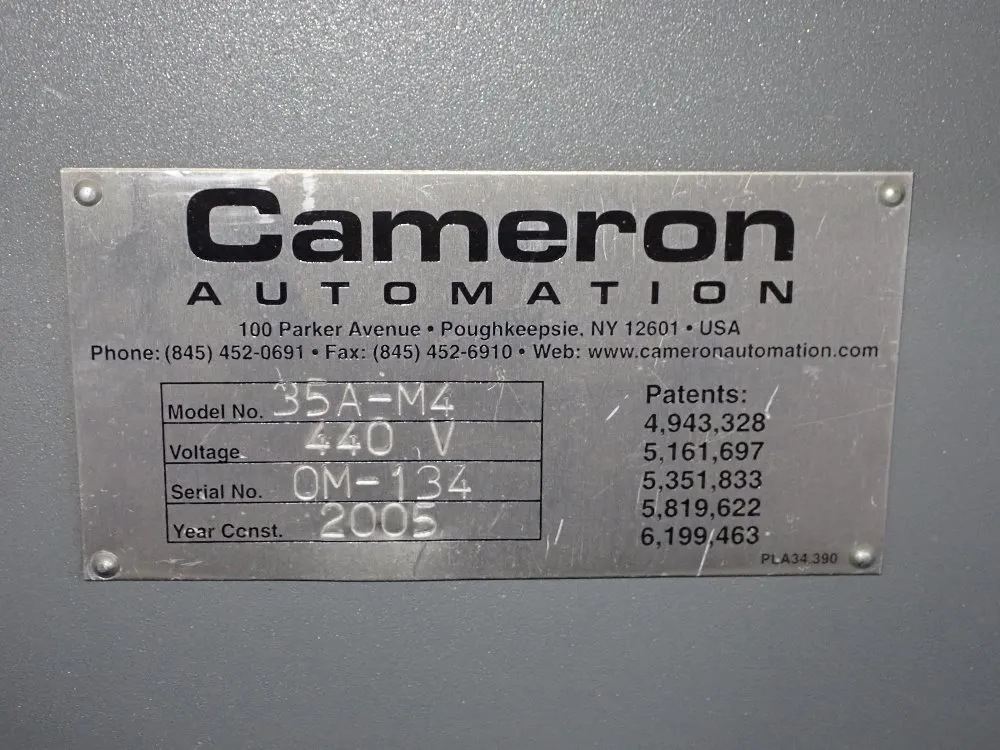 Cameron
AUTOMATION
100 Parker Avenue • Poughkeepsie, NY 12601 • USA
Phone: (845) 452-0691 • Fax: (845) 452-6910 • Web: www.cameronautomation.com
Model No. 35A-M4
Voltage 440 V
Serial No. OM-134
Year Const. 2005
Patents:
4,943,328
5,161,697
5,351,833
5,819,622
6,199,463
PLA34.390